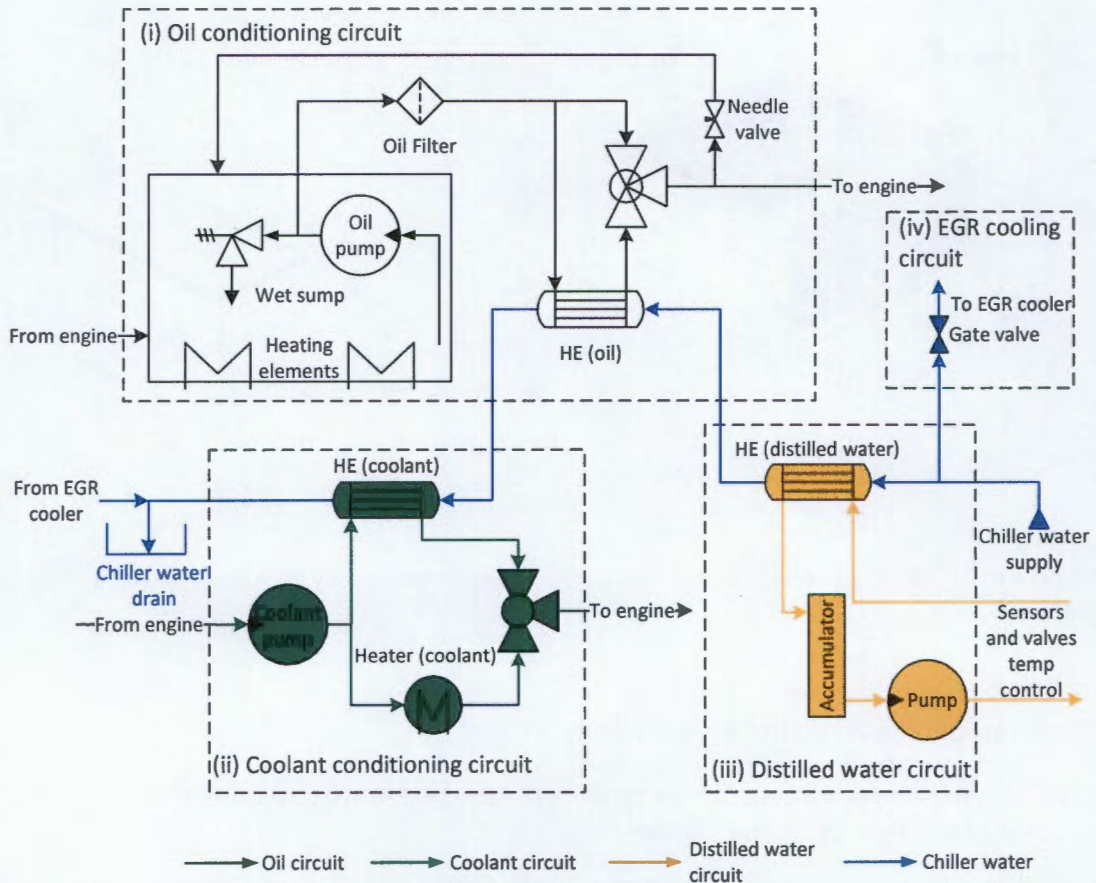 (i) Oil conditioning circuit
Oil Filter
Needle
valve
To engine
Oil
pump
Wet sump
From engine
Heating
elements
HE (oil)
(iv) EGR cooling
circuit
To EGR cooler
Gate valve
HE (coolant)
From EGR
cooler
Chiller water
drain
From engine
Coolant
pump
Heater (coolant)
To engine
(ii) Coolant conditioning circuit
HE (distilled water)
Chiller water
supply
Accumulator
Pump
Sensors
and valves
temp
control
(iii) Distilled water circuit
Oil circuit
Coolant circuit
Distilled water
circuit
Chiller water